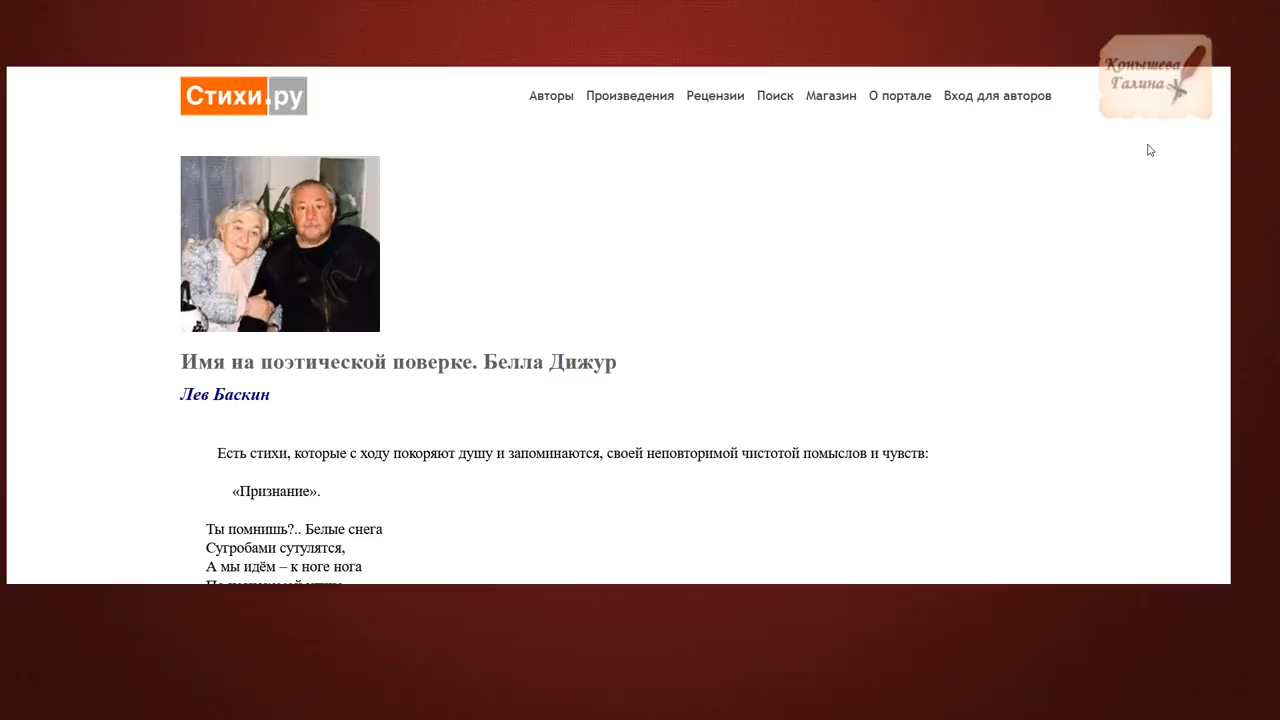 Стихи.ру
Авторы Произведения Рецензии Поиск Магазин О портале Вход для авторов
Конышева
Галина
Имя на поэтической поверке. Белла Дижур
Лев Баскин
Есть стихи, которые с ходу покоряют душу и запоминаются, своей неповторимой чистотой помыслов и чувств:
«Признание».
Ты помнишь?.. Белые снега
Сугробами сутулятся,
А мы идём – к ноге нога